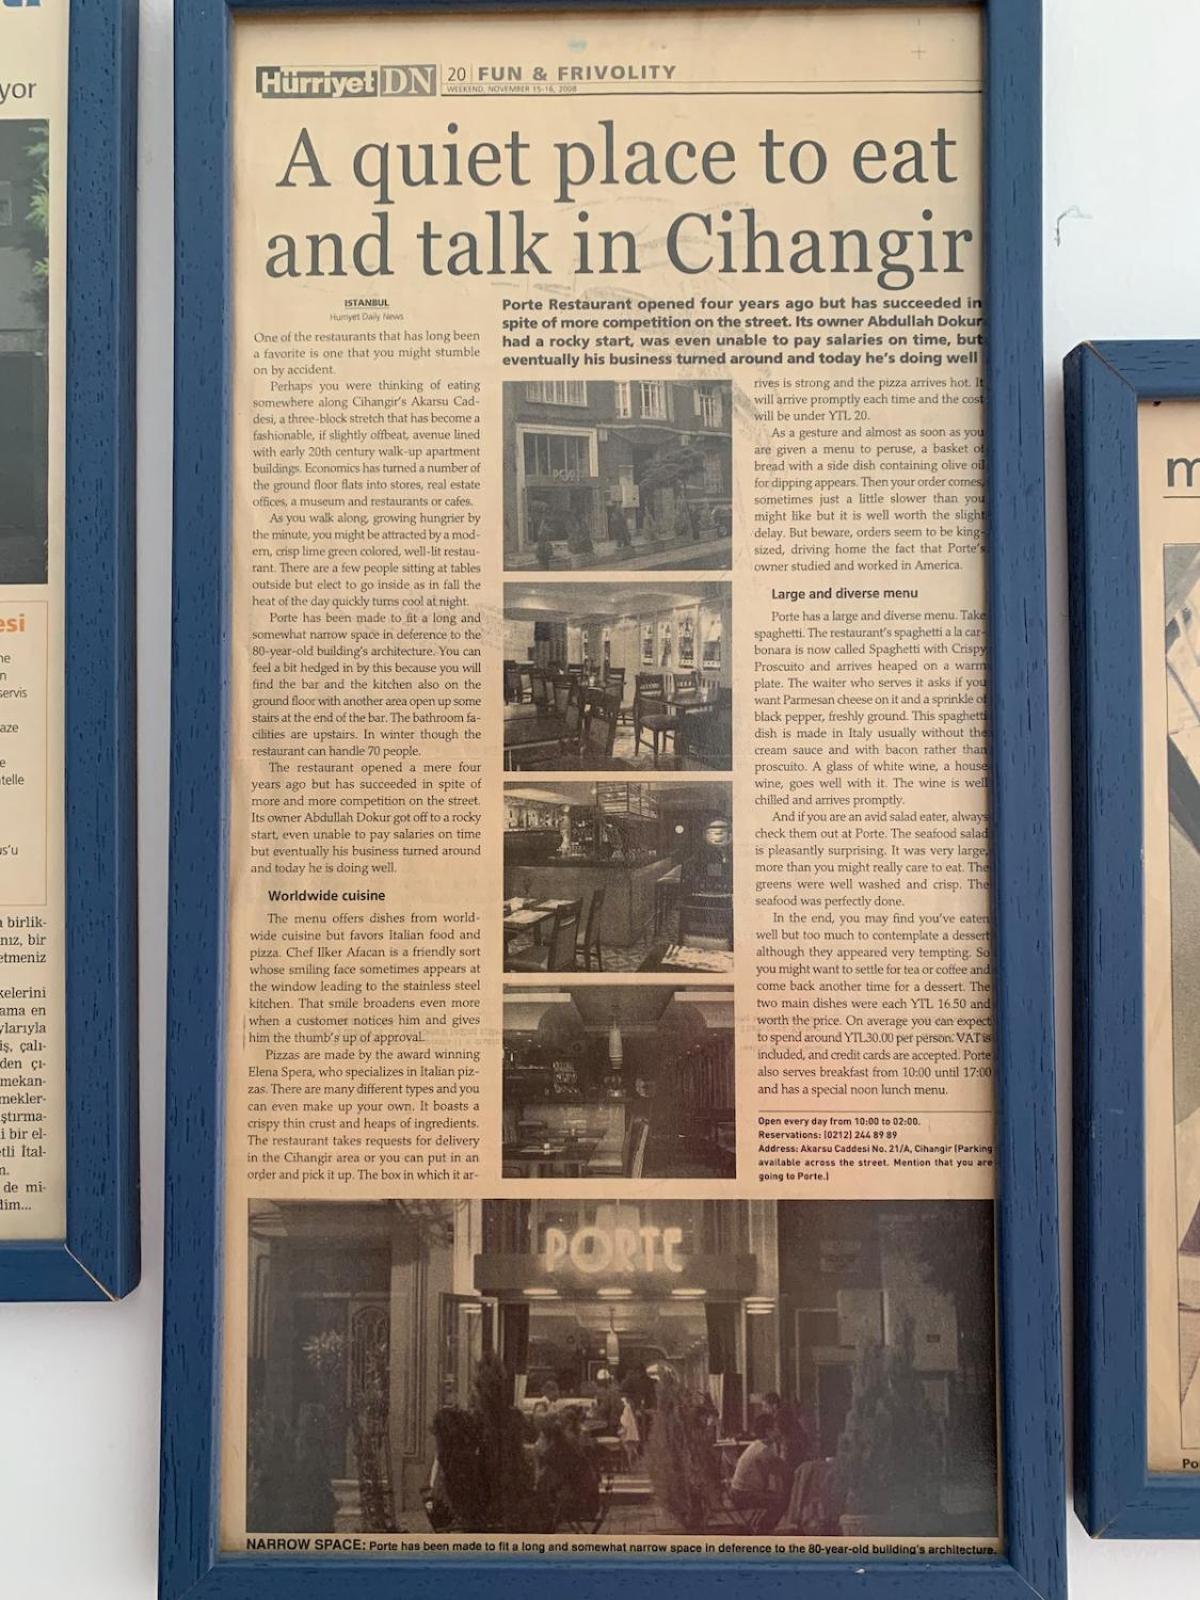 yor
esi
ne
n
servis
aze
e
telle
us'u
a birlik-
nız, bir
etmeniz
kelerini
ama en
ylarıyla
iş, çalı-
den çı-
mekan-
mekler-
ıştırma-
i bir el-
etli İtal-
n.
de mi-
dim...
Hürriyet DN 20 FUN & FRIVOLITY
WEEKEND, NOVEMBER 15-16, 2008
A quiet place to eat
and talk in Cihangir
ISTANBUL
Hurriyet Daily News
Porte Restaurant opened four years ago but has succeeded in
spite of more competition on the street. Its owner Abdullah Dokur
had a rocky start, was even unable to pay salaries on time, but
eventually his business turned around and today he's doing well
One of the restaurants that has long been
a favorite is one that you might stumble
on by accident.
Perhaps you were thinking of eating
somewhere along Cihangir's Akarsu Cad-
desi, a three-block stretch that has become a
fashionable, if slightly offbeat, avenue lined
with early 20th century walk-up apartment
buildings. Economics has turned a number of
the ground floor flats into stores, real estate
offices, a museum and restaurants or cafes.
As you walk along, growing hungrier by
the minute, you might be attracted by a mod-
ern, crisp lime green colored, well-lit restau-
rant. There are a few people sitting at tables
outside but elect to go inside as in fall the
heat of the day quickly turns cool at night.
Porte has been made to fit a long and
somewhat narrow space in deference to the
80-year-old building's architecture. You can
feel a bit hedged in by this because you will
find the bar and the kitchen also on the
ground floor with another area open up some
stairs at the end of the bar. The bathroom fa-
cilities are upstairs. In winter though the
restaurant can handle 70 people.
The restaurant opened a mere four
years ago but has succeeded in spite of
more and more competition on the street.
Its owner Abdullah Dokur got off to a rocky
start, even unable to pay salaries on time
but eventually his business turned around
and today he is doing well.
Worldwide cuisine
The menu offers dishes from world-
wide cuisine but favors Italian food and
pizza. Chef Ilker Afacan is a friendly sort
whose smiling face sometimes appears at
the window leading to the stainless steel
kitchen. That smile broadens even more
when a customer notices him and gives
him the thumb's up of approval.
Pizzas are made by the award winning
Elena Spera, who specializes in Italian piz-
zas. There are many different types and you
can even make up your own. It boasts a
crispy thin crust and heaps of ingredients.
The restaurant takes requests for delivery
in the Cihangir area or you can put in an
order and pick it up. The box in which it ar-
PORTE
rives is strong and the pizza arrives hot. It
will arrive promptly each time and the cost
will be under YTL 20.
As a gesture and almost as soon as you
are given a menu to peruse, a basket of
bread with a side dish containing olive oil
for dipping appears. Then your order comes,
sometimes just a little slower than you
might like but it is well worth the slight
delay. But beware, orders seem to be king-
sized, driving home the fact that Porte's
owner studied and worked in America.
Large and diverse menu
Porte has a large and diverse menu. Take
spaghetti. The restaurant's spaghetti a la car-
bonara is now called Spaghetti with Crispy
Proscuito and arrives heaped on a warm
plate. The waiter who serves it asks if you
want Parmesan cheese on it and a sprinkle of
black pepper, freshly ground. This spaghetti
dish is made in Italy usually without the
cream sauce and with bacon rather than
proscuito. A glass of white wine, a house
wine, goes well with it. The wine is well
chilled and arrives promptly.
And if you are an avid salad eater, always
check them out at Porte. The seafood salad
is pleasantly surprising. It was very large,
more than you might really care to eat. The
greens were well washed and crisp. The
seafood was perfectly done.
In the end, you may find you've eaten
well but too much to contemplate a dessert
although they appeared very tempting. So
you might want to settle for tea or coffee and
come back another time for a dessert. The
two main dishes were each YTL 16.50 and
worth the price. On average you can expect
to spend around YTL30.00 per person. VAT is
included, and credit cards are accepted. Porte
also serves breakfast from 10:00 until 17:00
and has a special noon lunch menu.
Open every day from 10:00 to 02:00.
Reservations: (0212) 244 89 89
Address: Akarsu Caddesi No. 21/A, Cihangir (Parking
available across the street. Mention that you are
going to Porte.)
PORTE
NARROW SPACE: Porte has been made to fit a long and somewhat narrow space in deference to the 80-year-old building's architecture.
m
Po